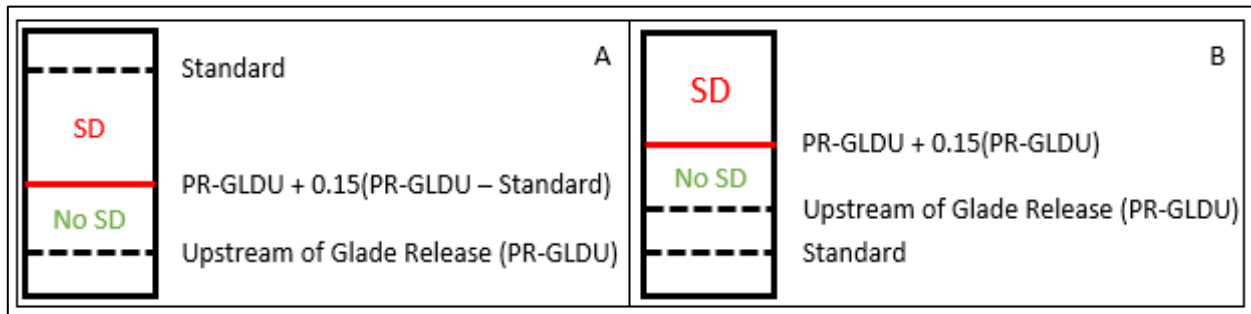 A
Standard
SD
PR-GLDU + 0.15(PR-GLDU – Standard)
No SD
Upstream of Glade Release (PR-GLDU)
B
SD
PR-GLDU + 0.15(PR-GLDU)
No SD
Upstream of Glade Release (PR-GLDU)
Standard